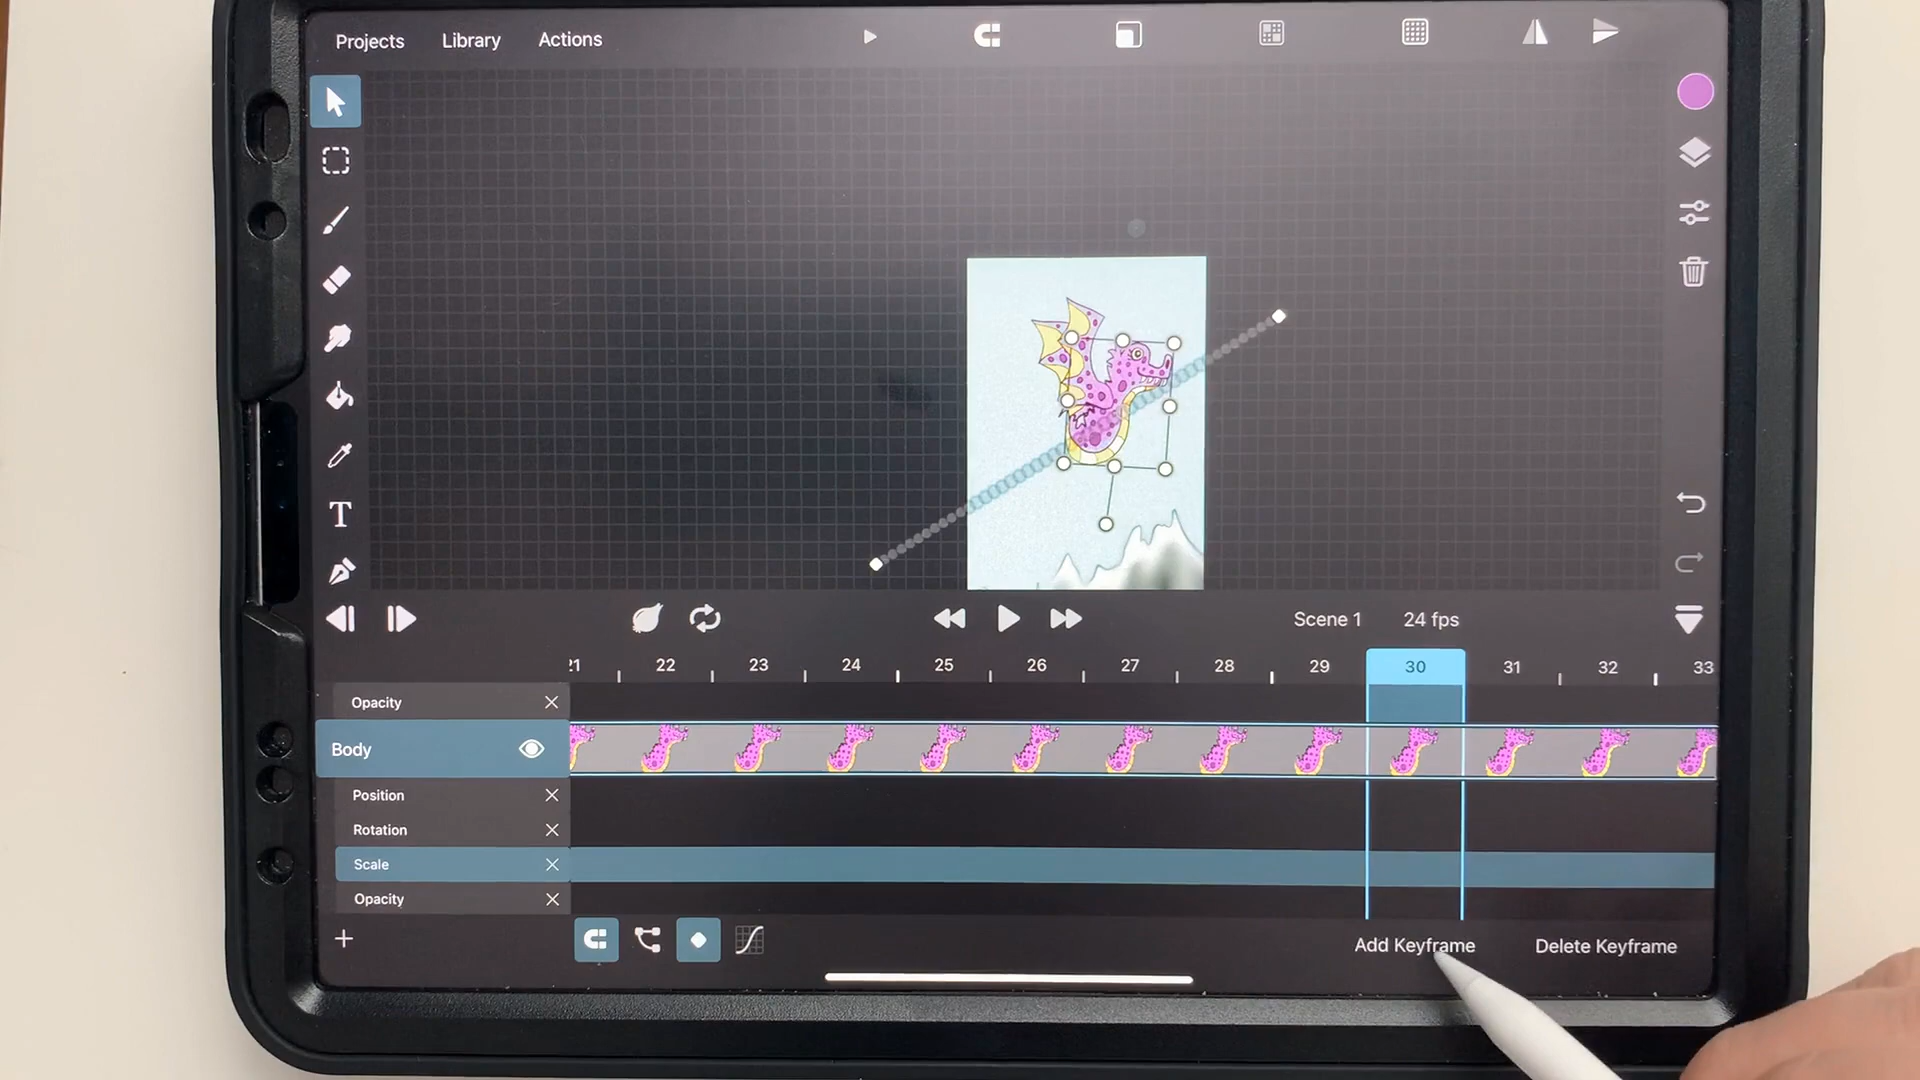 Projects Library Actions
T
Scene 1 24 fps
21 22 23 24 25 26 27 28 29 30 31 32 33
Opacity
Body
Position
Rotation
Scale
Opacity
Add Keyframe Delete Keyframe